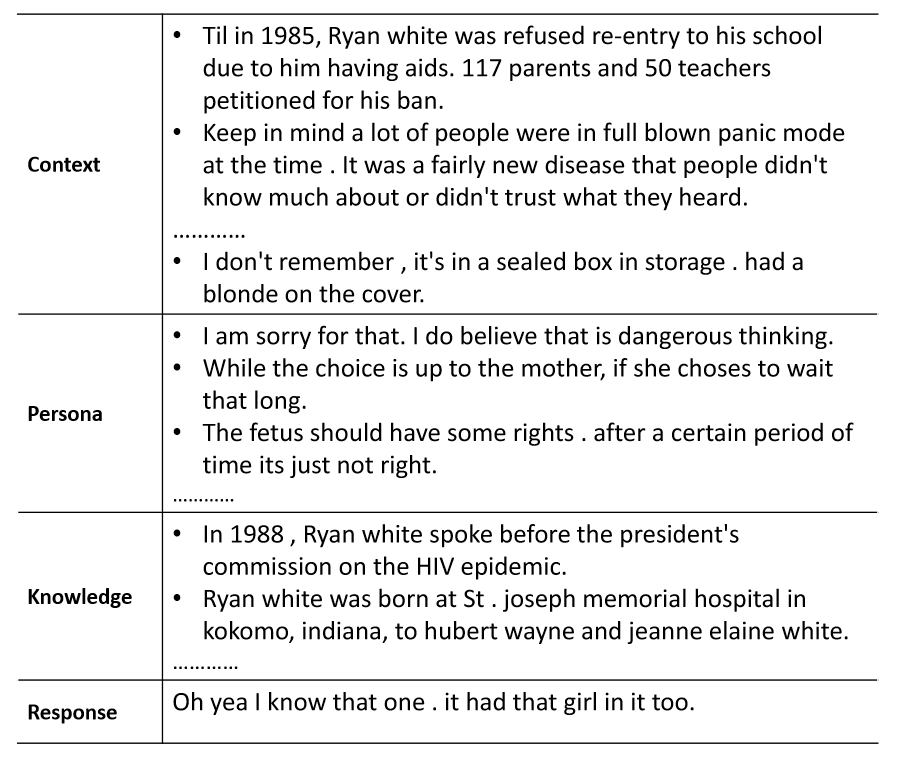 Context
• Til in 1985, Ryan white was refused re-entry to his school
due to him having aids. 117 parents and 50 teachers
petitioned for his ban.
• Keep in mind a lot of people were in full blown panic mode
at the time . It was a fairly new disease that people didn't
know much about or didn't trust what they heard.
…………
• I don't remember , it's in a sealed box in storage . had a
blonde on the cover.
Persona
• I am sorry for that. I do believe that is dangerous thinking.
• While the choice is up to the mother, if she choses to wait
that long.
• The fetus should have some rights . after a certain period of
time its just not right.
…………
Knowledge
• In 1988 , Ryan white spoke before the president's
commission on the HIV epidemic.
• Ryan white was born at St . joseph memorial hospital in
kokomo, indiana, to hubert wayne and jeanne elaine white.
…………
Response
Oh yea I know that one . it had that girl in it too.